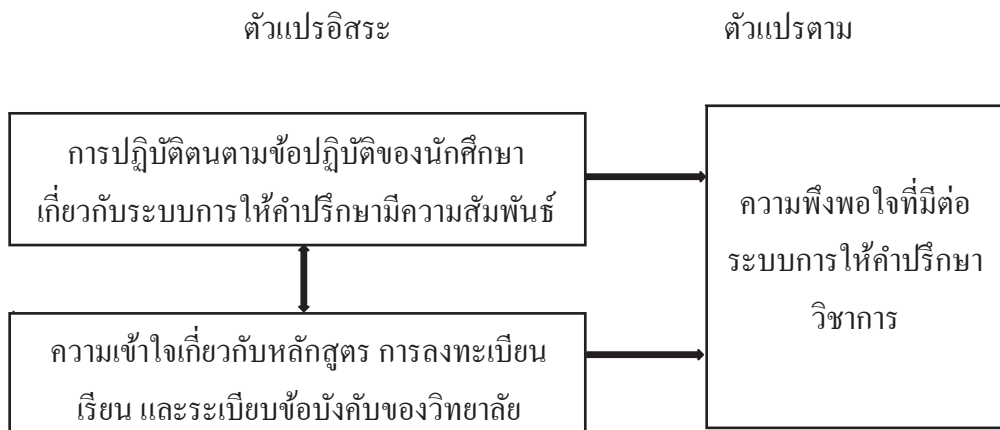 ตัวแปรอิสระ
ตัวแปรตาม
การปฏิบัติตนตามข้อปฏิบัติของนักศึกษา
เกี่ยวกับระบบการให้คำปรึกษามีความสัมพันธ์
ความเข้าใจเกี่ยวกับหลักสูตร การลงทะเบียน
เรียน และระเบียบข้อบังคับของวิทยาลัย
ความพึงพอใจที่มีต่อ
ระบบการให้คำปรึกษา
วิชาการ